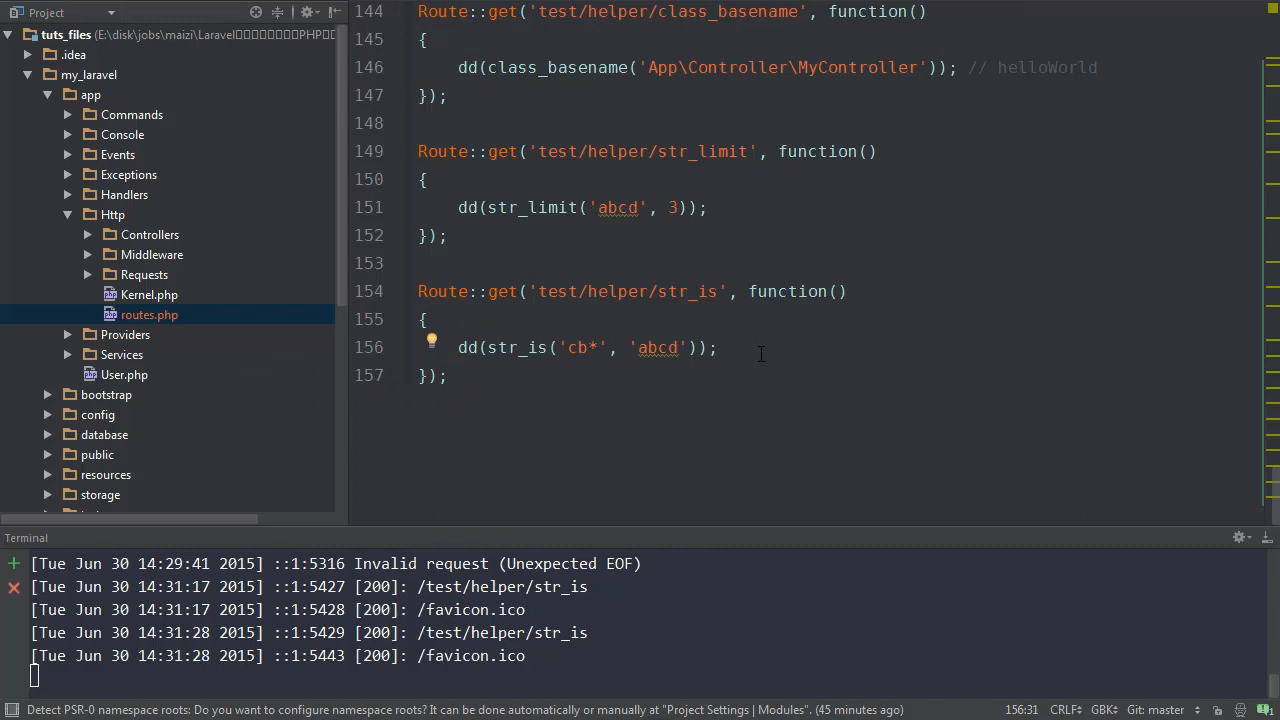 Project
tuts_files (E:\disk\jobs\maizi\Laravel PHP
.idea
my_laravel
app
Commands
Console
Events
Exceptions
Handlers
Http
Controllers
Middleware
Requests
Kernel.php
routes.php
Providers
Services
User.php
bootstrap
config
database
public
resources
storage
144 Route::get('test/helper/class_basename', function()
145 {
146 dd(class_basename('App\Controller\MyController')); // helloWorld
147 });
148
149 Route::get('test/helper/str_limit', function()
150 {
151 dd(str_limit('abcd', 3));
152 });
153
154 Route::get('test/helper/str_is', function()
155 {
156 dd(str_is('cb*', 'abcd'));
157 });
Terminal
[Tue Jun 30 14:29:41 2015] ::1:5316 Invalid request (Unexpected EOF)
[Tue Jun 30 14:31:17 2015] ::1:5427 [200]: /test/helper/str_is
[Tue Jun 30 14:31:17 2015] ::1:5428 [200]: /favicon.ico
[Tue Jun 30 14:31:28 2015] ::1:5429 [200]: /test/helper/str_is
[Tue Jun 30 14:31:28 2015] ::1:5443 [200]: /favicon.ico
Detect PSR-0 namespace roots: Do you want to configure namespace roots? It can be done automatically or manually at "Project Settings | Modules". (45 minutes ago) 156:31 CRLF GBK Git: master